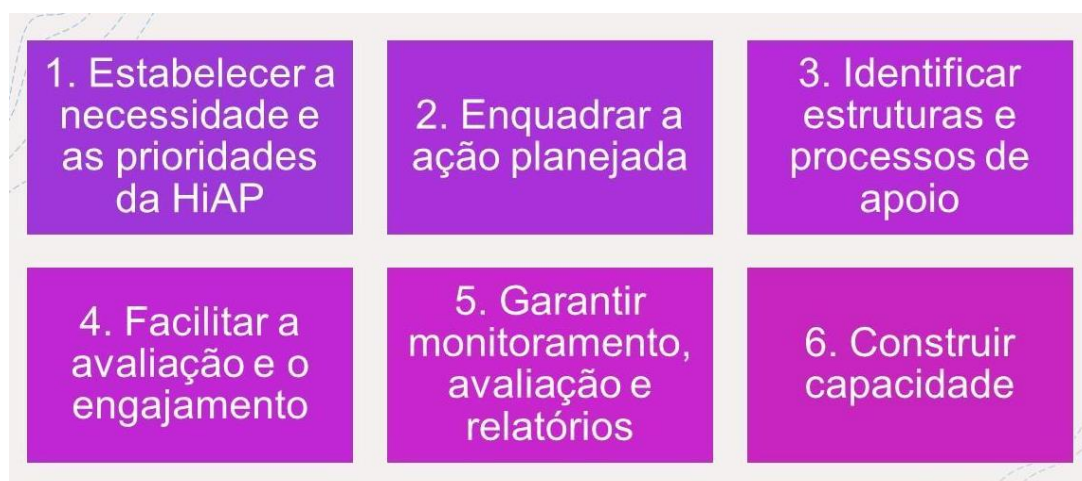 1. Estabelecer a
necessidade e
as prioridades
da HiAP
2. Enquadrar a
ação planejada
3. Identificar
estruturas e
processos de
apoio
4. Facilitar a
avaliação e o
engajamento
5. Garantir
monitoramento,
avaliação e
relatórios
6. Construir
capacidade